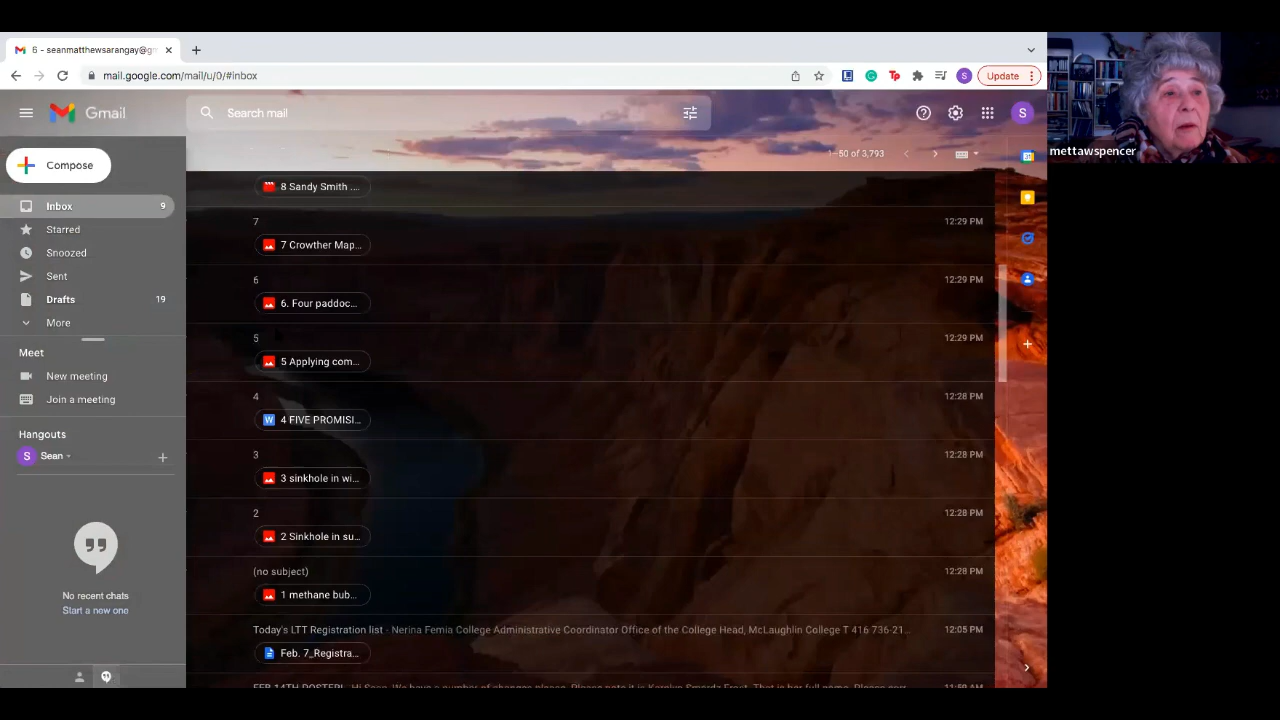 6 - seanmatthewsarangay@gm
mail.google.com/mail/u/0/#inbox
Update
Gmail
Search mail
S
S
mettawspencer
Compose
1–50 of 3,793
Inbox 9
Starred
Snoozed
Sent
Drafts 19
More
Meet
New meeting
Join a meeting
Hangouts
S Sean
No recent chats
Start a new one
8 Sandy Smith ....
7 12:29 PM
7 Crowther Map...
6 12:29 PM
6. Four paddoc...
5 12:29 PM
5 Applying com...
4 12:28 PM
W 4 FIVE PROMISI...
3 12:28 PM
3 sinkhole in wi...
2 12:28 PM
2 Sinkhole in su...
(no subject) 12:28 PM
1 methane bub...
Today's LTT Registration list - Nerina Femia College Administrative Coordinator Office of the College Head, McLaughlin College T 416 736-21... 12:05 PM
Feb. 7_Registra...